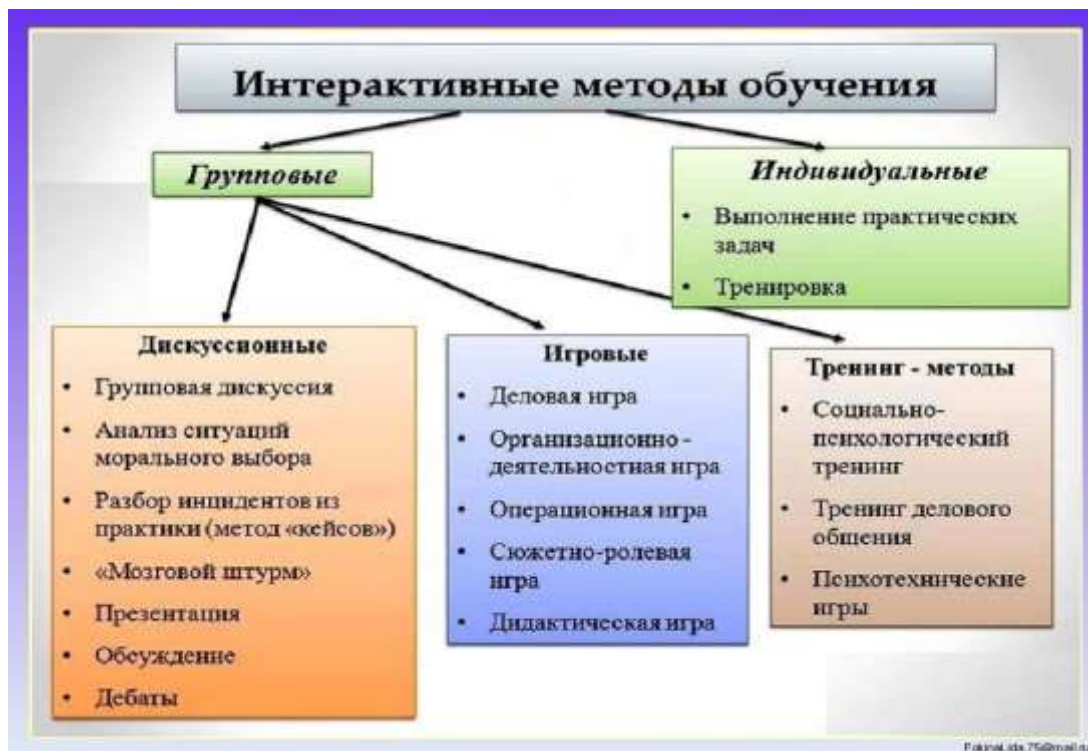 Интерактивные методы обучения
Групповые
Индивидуальные
• Выполнение практических
задач
• Тренировка
Дискуссионные
• Групповая дискуссия
• Анализ ситуаций
морального выбора
• Разбор инцидентов из
практики (метод «кейсов»)
• «Мозговой штурм»
• Презентация
• Обсуждение
• Дебаты
Игровые
• Деловая игра
• Организационно -
деятельностная игра
• Операционная игра
• Сюжетно-ролевая
игра
• Дидактическая игра
Тренинг - методы
• Социально-
психологический
тренинг
• Тренинг делового
общения
• Психотехнические
игры